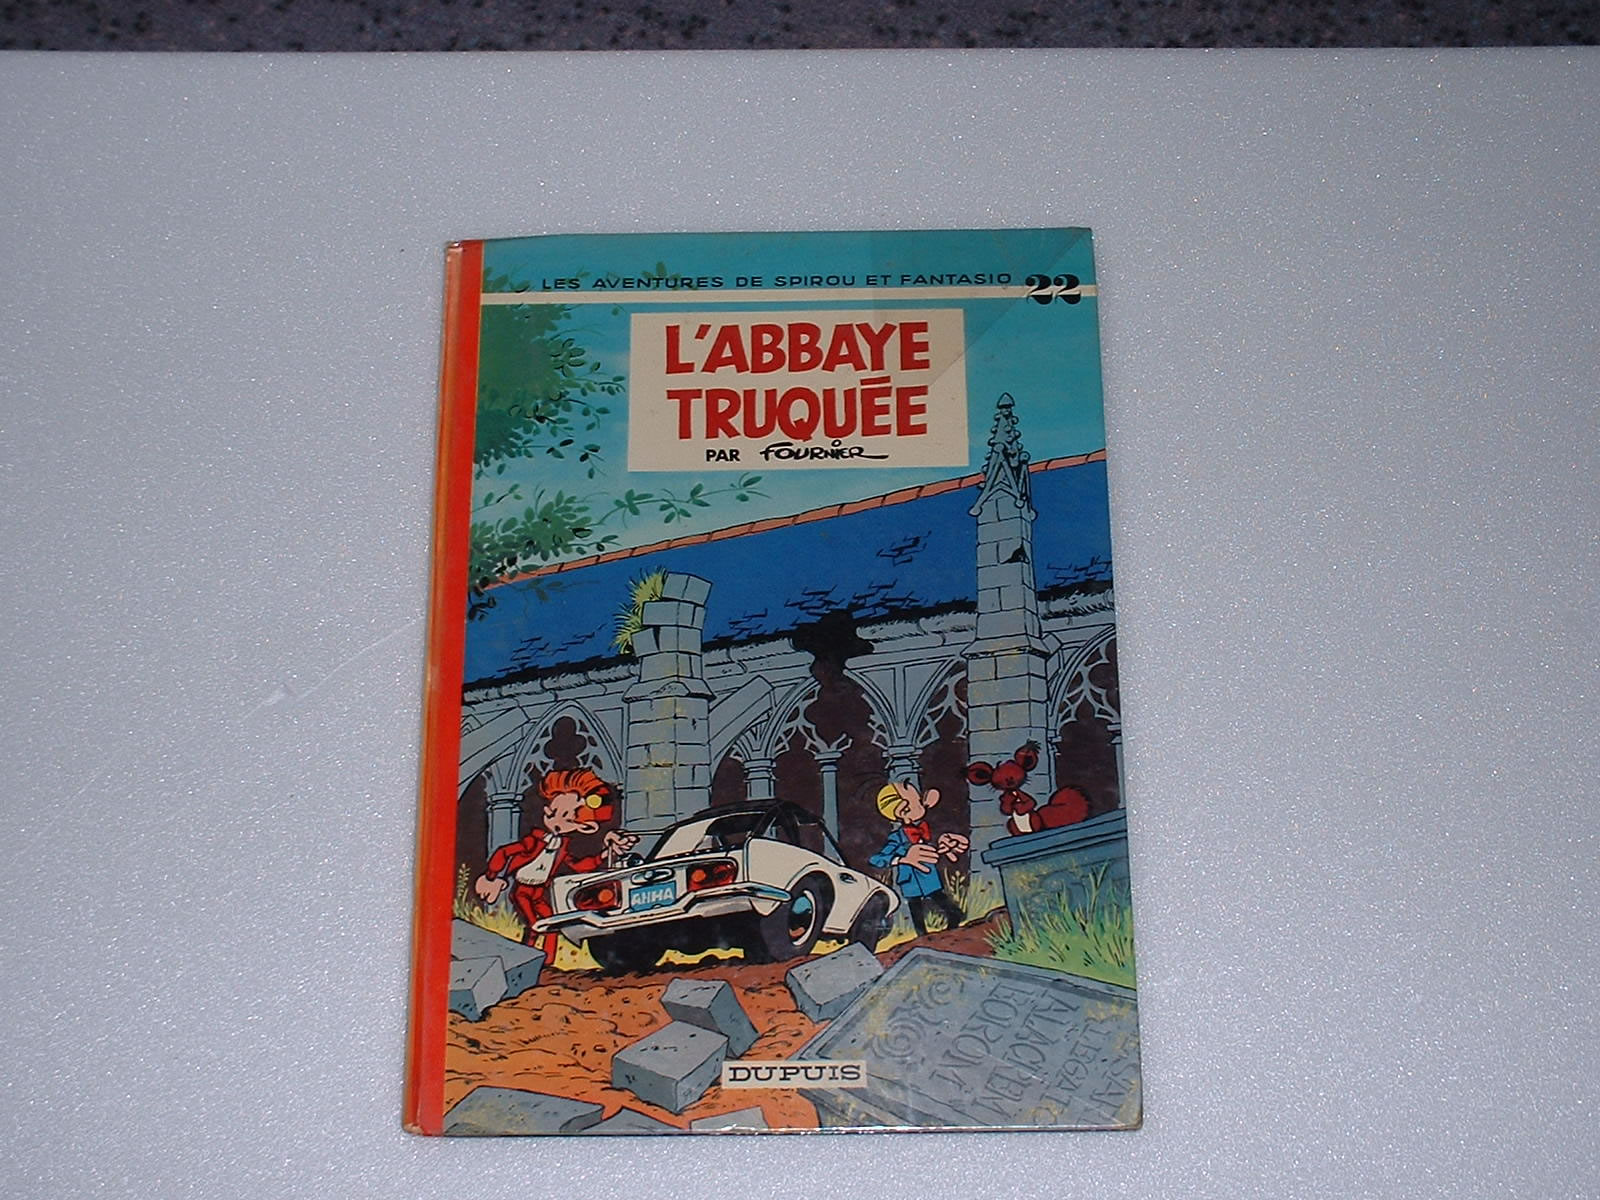 LES AVENTURES DE SPIROU ET FANTASIO 22
L'ABBAYE
TRUQUÉE
PAR FOURNIER
DUPUIS